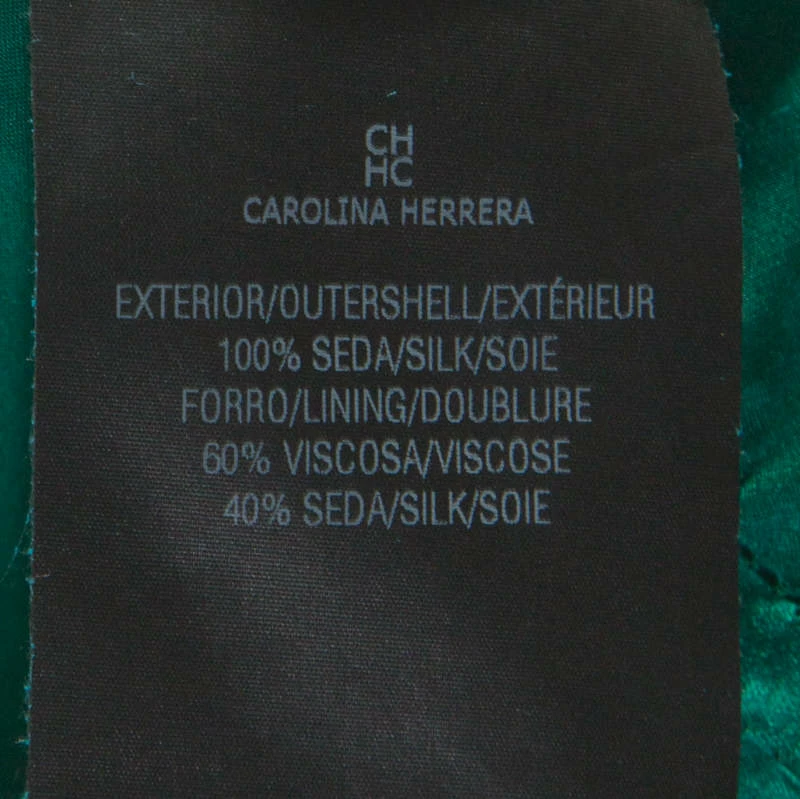 CH
HC
CAROLINA HERRERA
EXTERIOR/OUTERSHELL/EXTÉRIEUR
100% SEDA/SILK/SOIE
FORRO/LINING/DOUBLURE
60% VISCOSA/VISCOSE
40% SEDA/SILK/SOIE